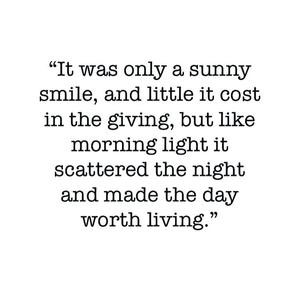 “It was only a sunny
smile, and little it cost
in the giving, but like
morning light it
scattered the night
and made the day
worth living.”